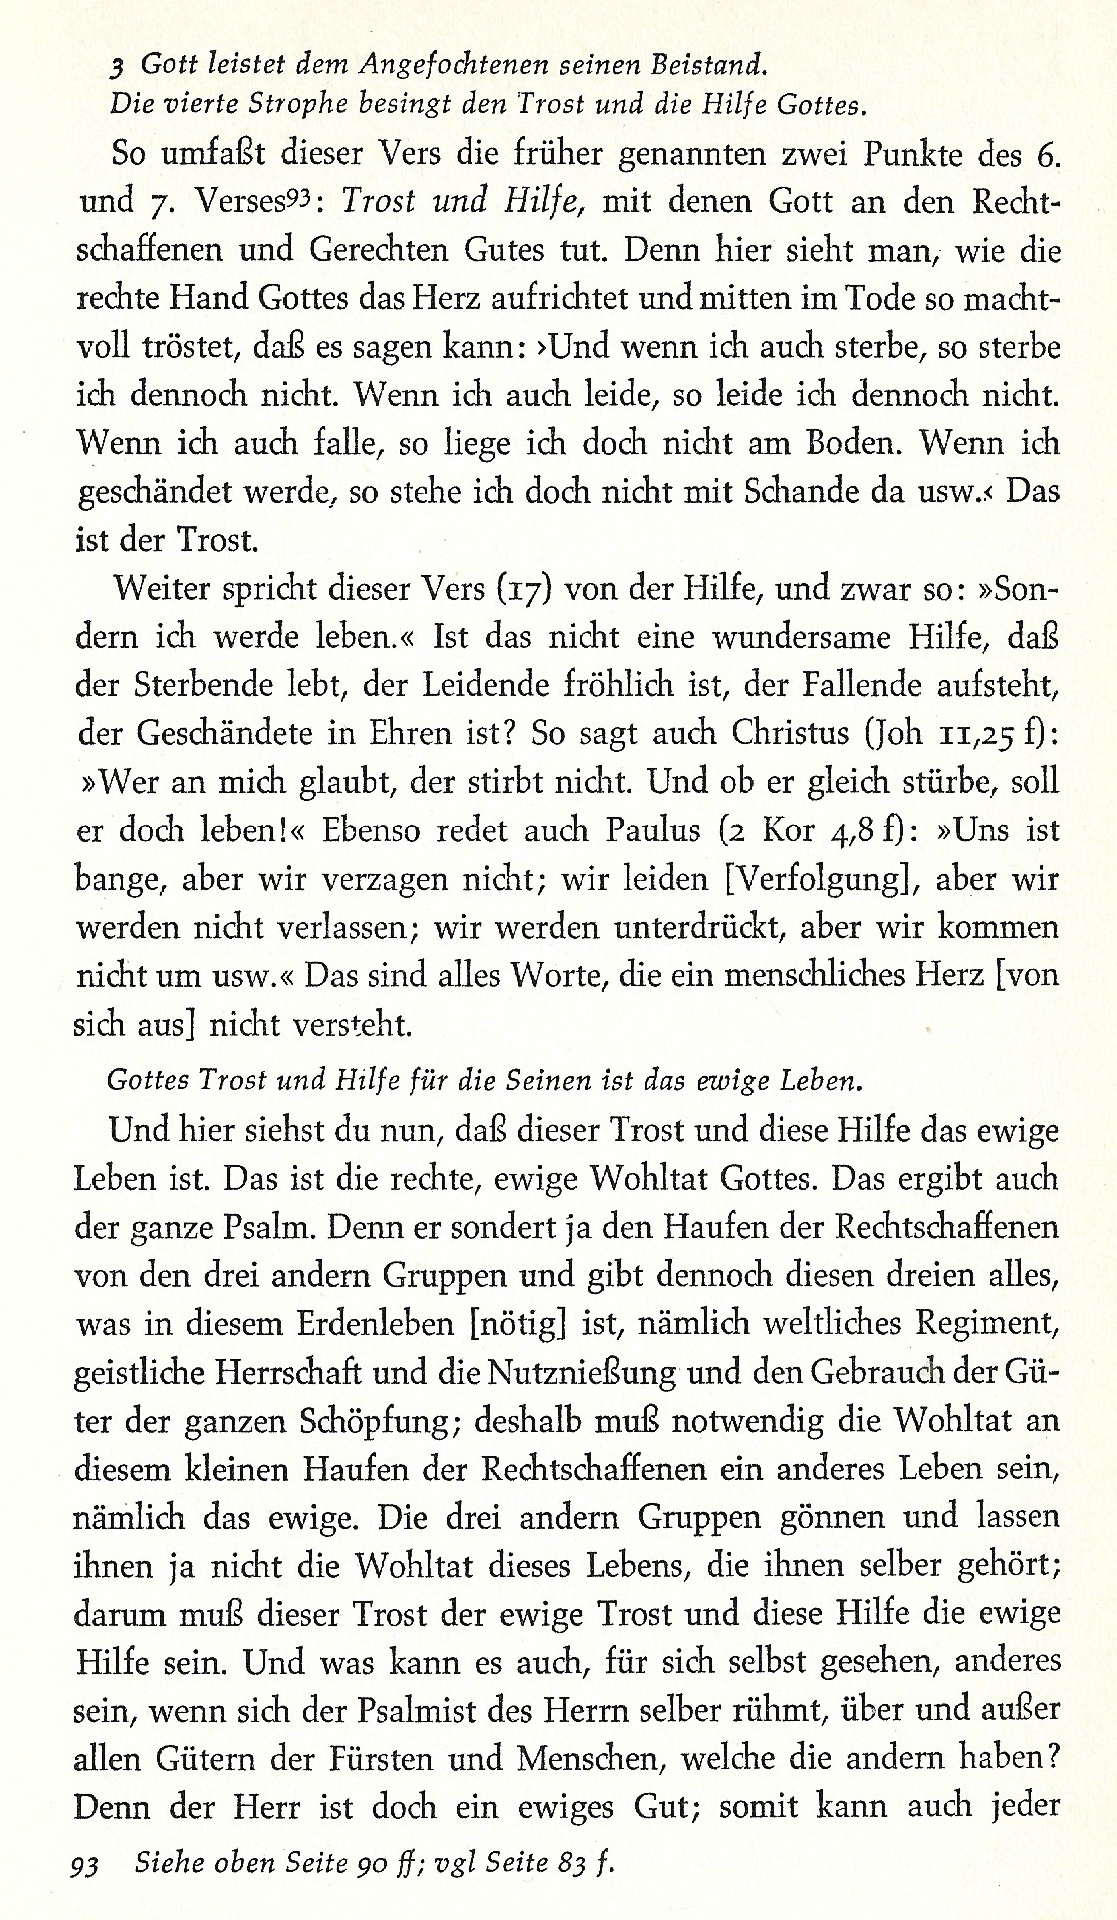 3 Gott leistet dem Angefochtenen seinen Beistand.
Die vierte Strophe besingt den Trost und die Hilfe Gottes.
So umfaßt dieser Vers die früher genannten zwei Punkte des 6.
und 7. Verses93: Trost und Hilfe, mit denen Gott an den Recht-
schaffenen und Gerechten Gutes tut. Denn hier sieht man, wie die
rechte Hand Gottes das Herz aufrichtet und mitten im Tode so macht-
voll tröstet, daß es sagen kann: ›Und wenn ich auch sterbe, so sterbe
ich dennoch nicht. Wenn ich auch leide, so leide ich dennoch nicht.
Wenn ich auch falle, so liege ich doch nicht am Boden. Wenn ich
geschändet werde, so stehe ich doch nicht mit Schande da usw.‹ Das
ist der Trost.
Weiter spricht dieser Vers (17) von der Hilfe, und zwar so: »Son-
dern ich werde leben.« Ist das nicht eine wundersame Hilfe, daß
der Sterbende lebt, der Leidende fröhlich ist, der Fallende aufsteht,
der Geschändete in Ehren ist? So sagt auch Christus (Joh 11,25 f):
»Wer an mich glaubt, der stirbt nicht. Und ob er gleich stürbe, soll
er doch leben!« Ebenso redet auch Paulus (2 Kor 4,8 f): »Uns ist
bange, aber wir verzagen nicht; wir leiden [Verfolgung], aber wir
werden nicht verlassen; wir werden unterdrückt, aber wir kommen
nicht um usw.« Das sind alles Worte, die ein menschliches Herz [von
sich aus] nicht versteht.
Gottes Trost und Hilfe für die Seinen ist das ewige Leben.
Und hier siehst du nun, daß dieser Trost und diese Hilfe das ewige
Leben ist. Das ist die rechte, ewige Wohltat Gottes. Das ergibt auch
der ganze Psalm. Denn er sondert ja den Haufen der Rechtschaffenen
von den drei andern Gruppen und gibt dennoch diesen dreien alles,
was in diesem Erdenleben [nötig] ist, nämlich weltliches Regiment,
geistliche Herrschaft und die Nutznießung und den Gebrauch der Gü-
ter der ganzen Schöpfung; deshalb muß notwendig die Wohltat an
diesem kleinen Haufen der Rechtschaffenen ein anderes Leben sein,
nämlich das ewige. Die drei andern Gruppen gönnen und lassen
ihnen ja nicht die Wohltat dieses Lebens, die ihnen selber gehört;
darum muß dieser Trost der ewige Trost und diese Hilfe die ewige
Hilfe sein. Und was kann es auch, für sich selbst gesehen, anderes
sein, wenn sich der Psalmist des Herrn selber rühmt, über und außer
allen Gütern der Fürsten und Menschen, welche die andern haben?
Denn der Herr ist doch ein ewiges Gut; somit kann auch jeder
93 Siehe oben Seite 90 ff; vgl Seite 83 f.